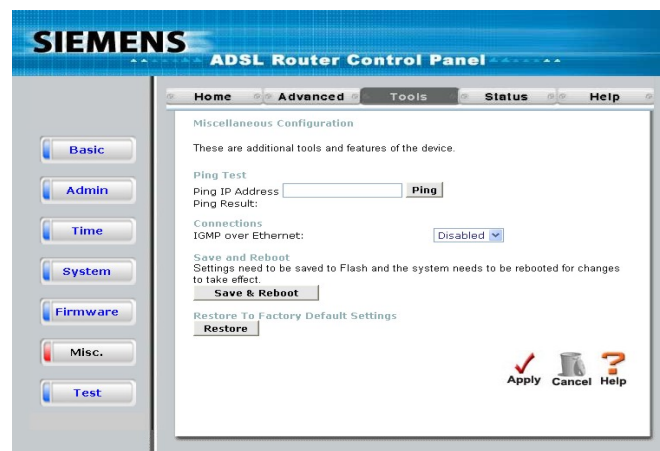 SIEMENS
ADSL Router Control Panel
Home Advanced Tools Status Help
Basic
Admin
Time
System
Firmware
Misc.
Test
Miscellaneous Configuration
These are additional tools and features of the device.
Ping Test
Ping IP Address Ping
Ping Result:
Connections
IGMP over Ethernet: Disabled
Save and Reboot
Settings need to be saved to Flash and the system needs to be rebooted for changes
to take effect.
Save & Reboot
Restore To Factory Default Settings
Restore
Apply Cancel Help